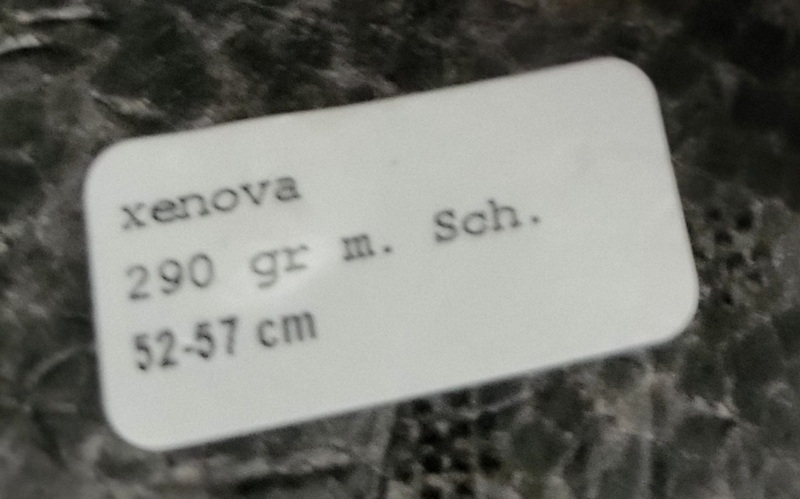 xenova
290 gr m. Sch.
52-57 cm